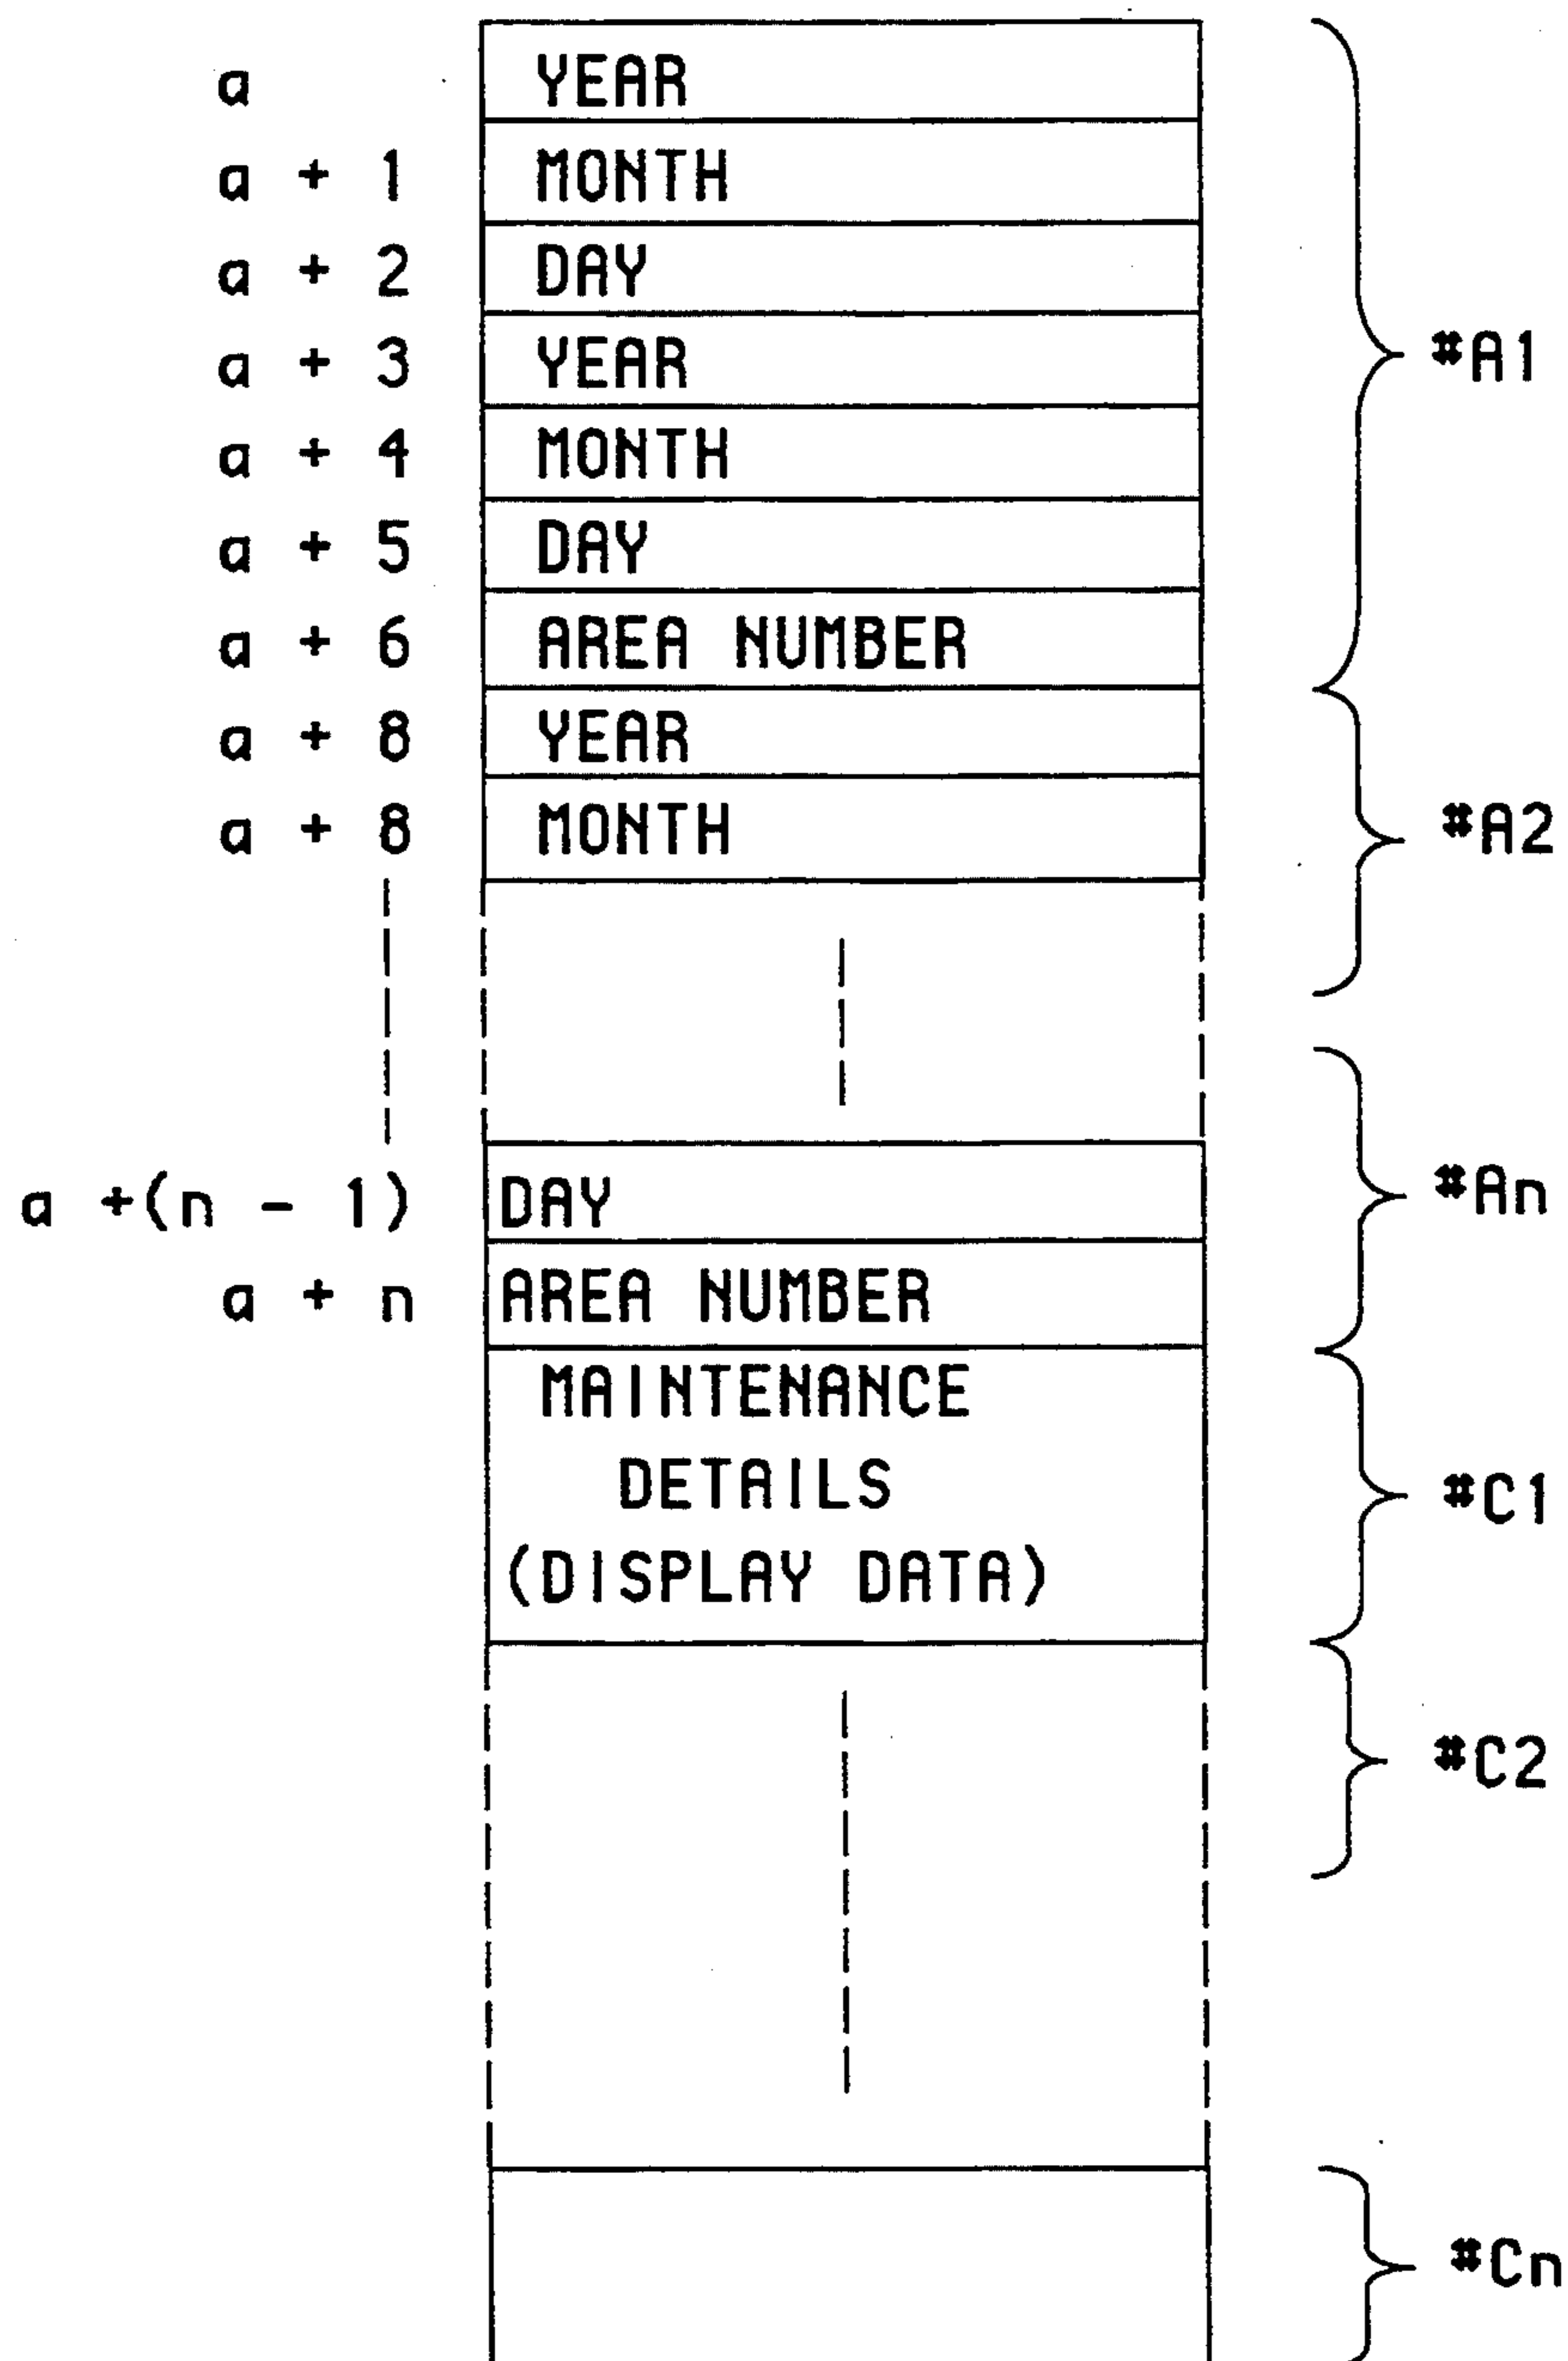 a YEAR
a + 1 MONTH
a + 2 DAY
a + 3 YEAR
#A1
a + 4 MONTH
a + 5 DAY
a + 6 AREA NUMBER
a + 8 YEAR
a + 8 MONTH
#A2
a +(n - 1) DAY
#An
a + n AREA NUMBER
MAINTENANCE
DETAILS
#C1
(DISPLAY DATA)
#C2
#Cn